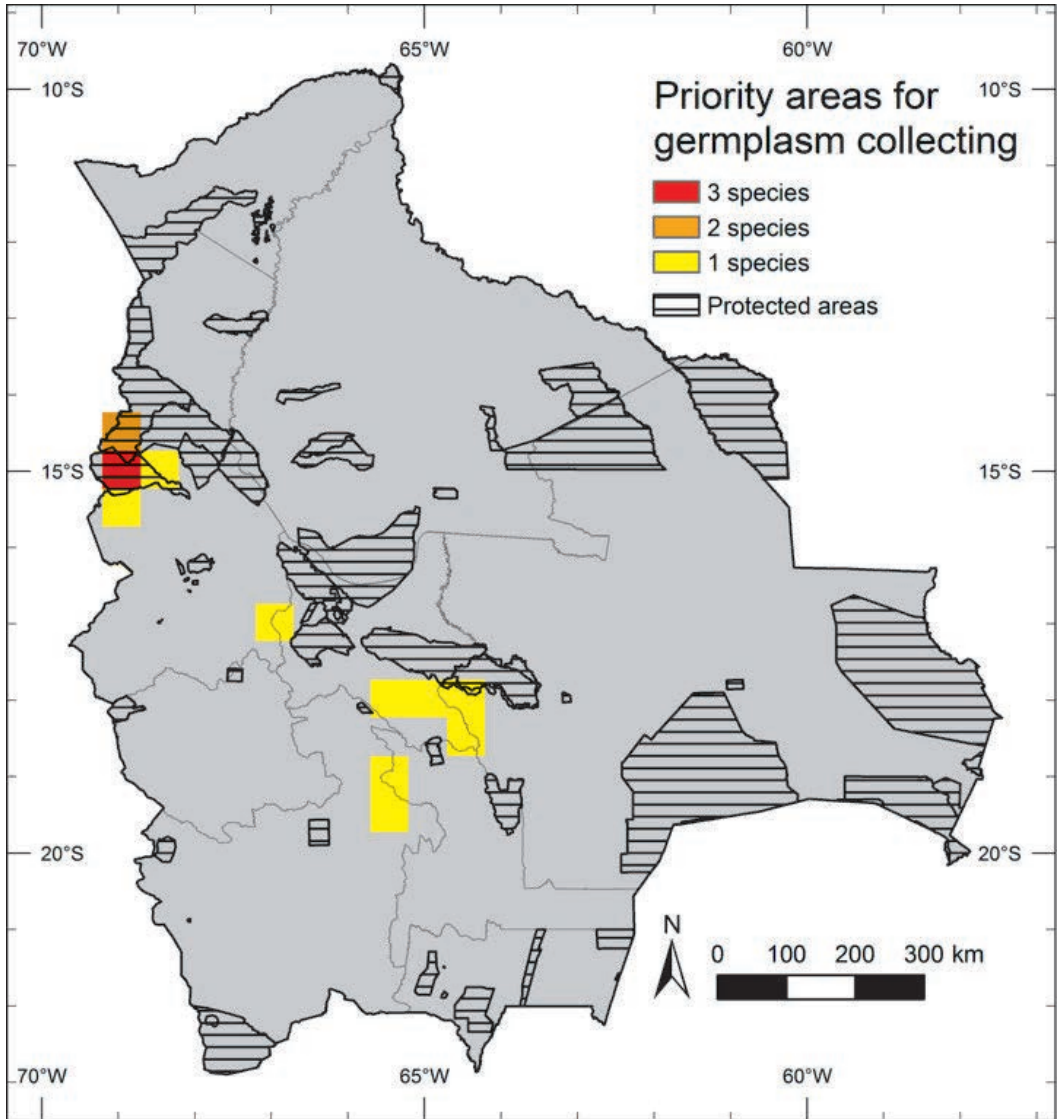 70°W 65°W 60°W
10°S 10°S
Priority areas for
germplasm collecting
3 species
2 species
1 species
Protected areas
15°S 15°S
20°S 20°S
N
0 100 200 300 km
70°W 65°W 60°W